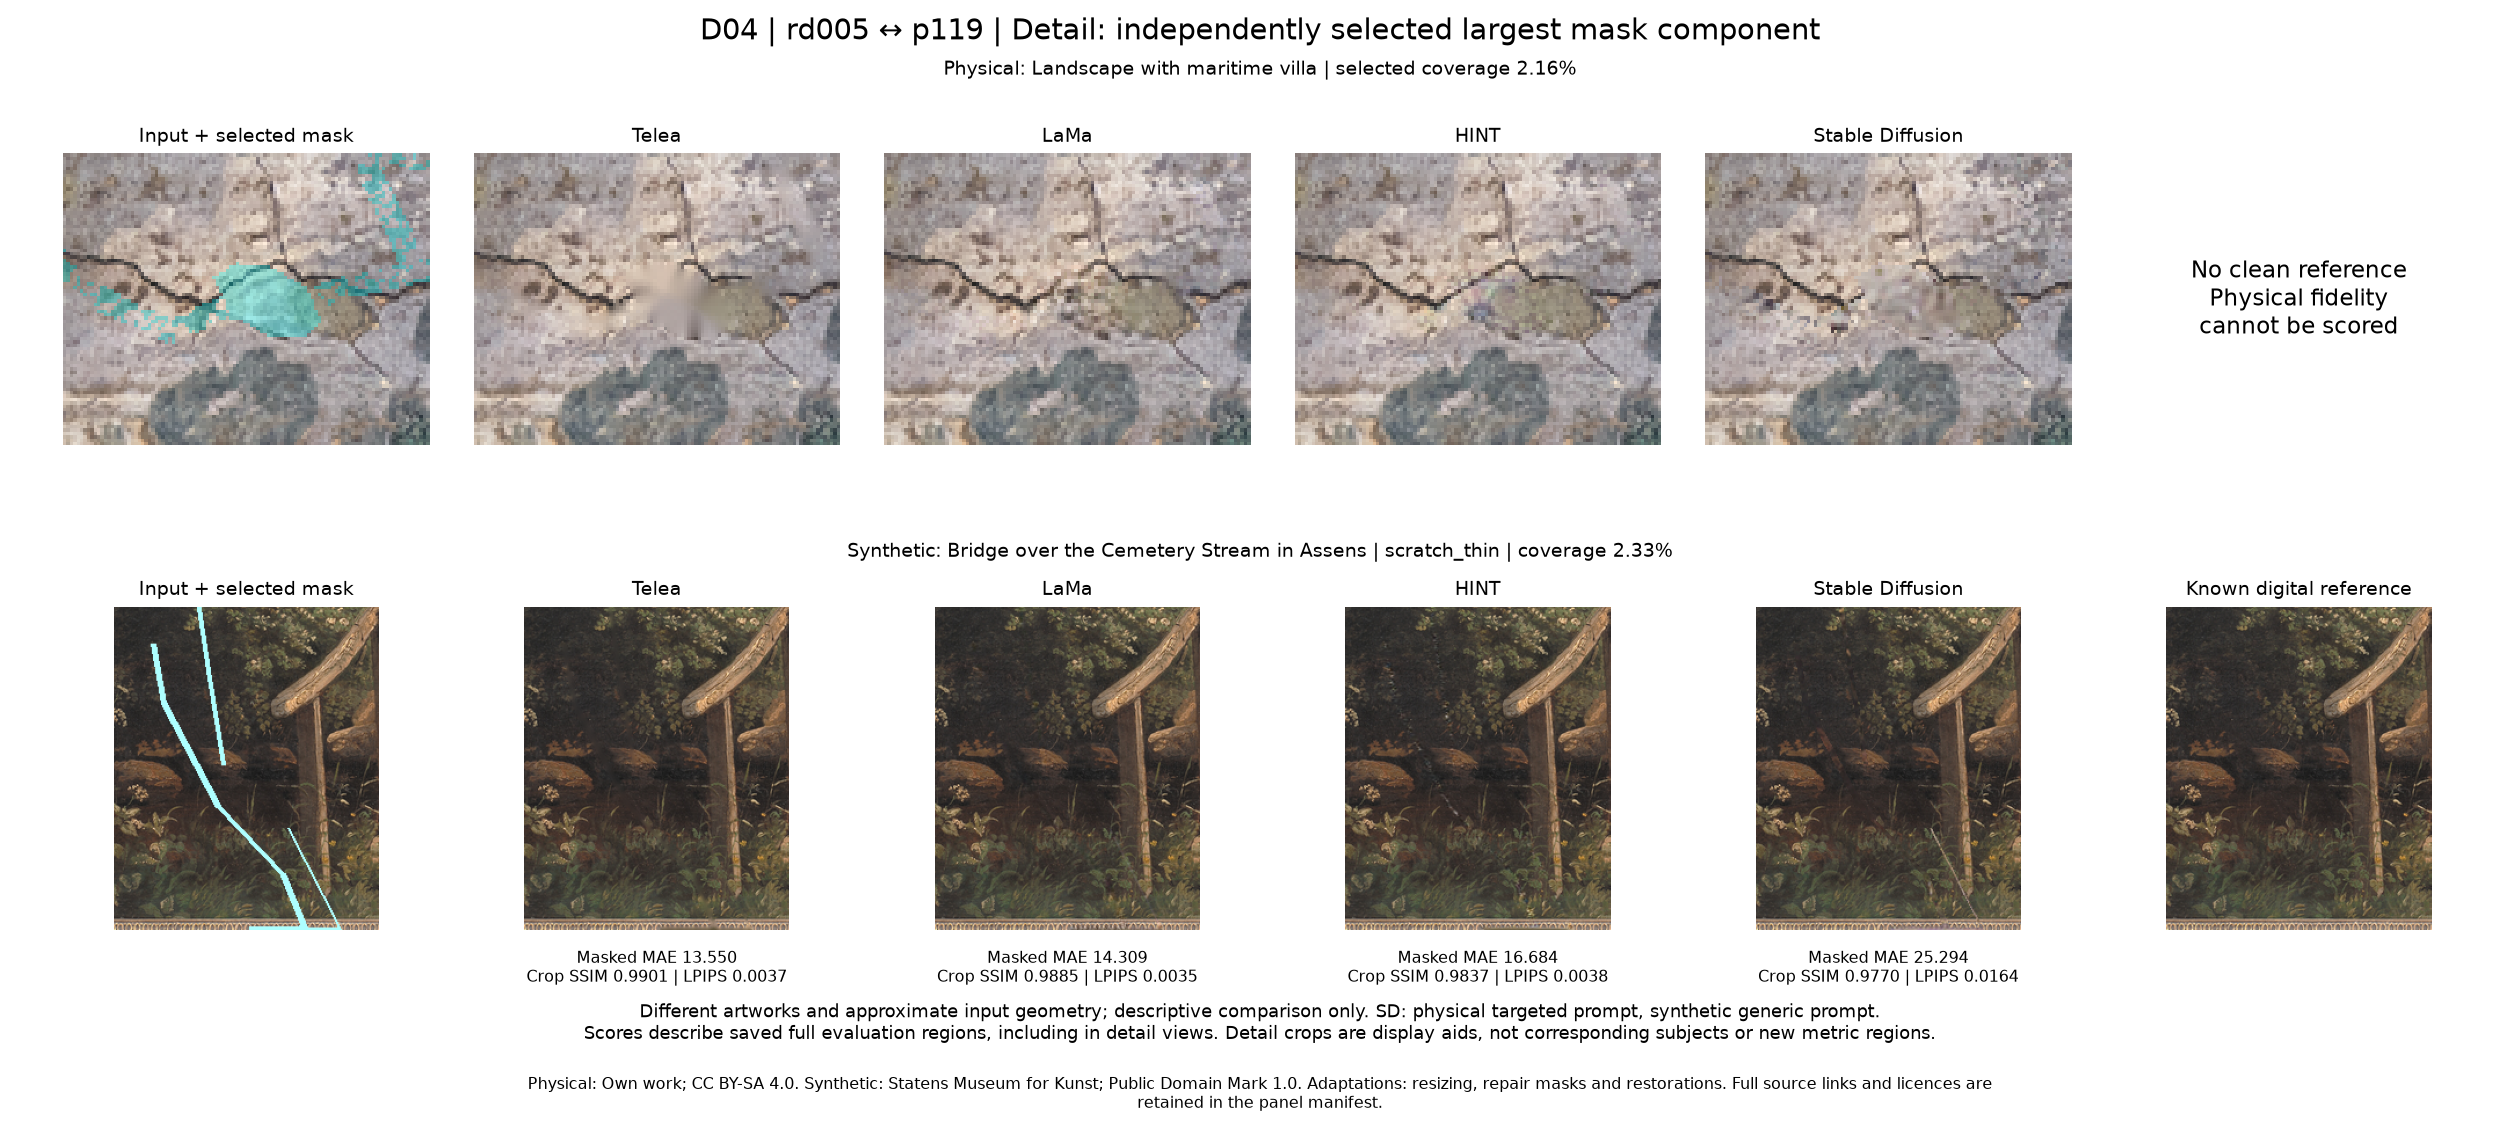 D04 | rd005 ↔ p119 | Detail: independently selected largest mask component
Physical: Landscape with maritime villa | selected coverage 2.16%
Input + selected mask
Telea
LaMa
HINT
Stable Diffusion
No clean reference
Physical fidelity
cannot be scored
Synthetic: Bridge over the Cemetery Stream in Assens | scratch_thin | coverage 2.33%
Input + selected mask
Telea
LaMa
HINT
Stable Diffusion
Known digital reference
Masked MAE 13.550
Crop SSIM 0.9901 | LPIPS 0.0037
Masked MAE 14.309
Crop SSIM 0.9885 | LPIPS 0.0035
Masked MAE 16.684
Crop SSIM 0.9837 | LPIPS 0.0038
Masked MAE 25.294
Crop SSIM 0.9770 | LPIPS 0.0164
Different artworks and approximate input geometry; descriptive comparison only. SD: physical targeted prompt, synthetic generic prompt.
Scores describe saved full evaluation regions, including in detail views. Detail crops are display aids, not corresponding subjects or new metric regions.
Physical: Own work; CC BY-SA 4.0. Synthetic: Statens Museum for Kunst; Public Domain Mark 1.0. Adaptations: resizing, repair masks and restorations. Full source links and licences are
retained in the panel manifest.